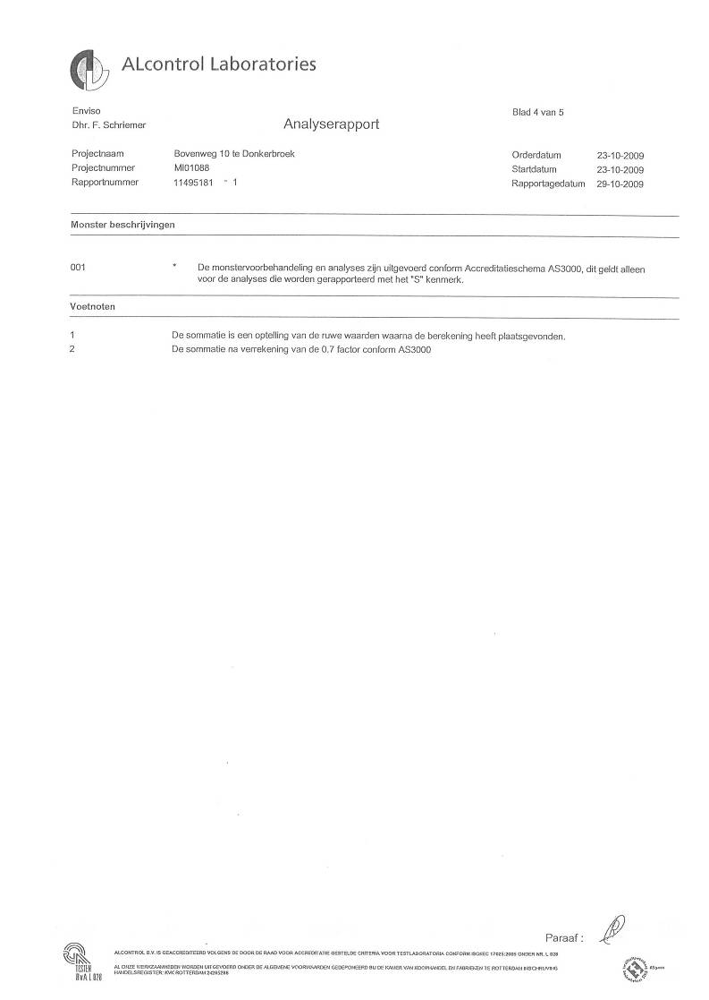 ALcontrol Laboratories
Enviso
Dhr. F. Schriemer
Analyserapport
Blad 4 van 5
Projectnaam Bovenweg 10 te Donkerbroek
Projectnummer MI01088
Rapportnummer 11495181 - 1
Orderdatum 23-10-2009
Startdatum 23-10-2009
Rapportagedatum 29-10-2009
Monster beschrijvingen
001 * De monstervoorbehandeling en analyses zijn uitgevoerd conform Accreditatieschema AS3000, dit geldt alleen
voor de analyses die worden gerapporteerd met het "S" kenmerk.
Voetnoten
1 De sommatie is een optelling van de ruwe waarden waarna de berekening heeft plaatsgevonden.
2 De sommatie na verrekening van de 0,7 factor conform AS3000
Paraaf :
TESTEN
RvA L 028
ALCONTROL B.V. IS GEACCREDITEERD VOLGENS DE DOOR DE RAAD VOOR ACCREDITATIE GESTELDE CRITERIA VOOR TESTLABORATORIA CONFORM ISO/IEC 17025:2005 ONDER NR. L 028
AL ONZE WERKZAAMHEDEN WORDEN UITGEVOERD ONDER DE ALGEMENE VOORWAARDEN GEDEPONEERD BIJ DE KAMER VAN KOOPHANDEL EN FABRIEKEN TE ROTTERDAM INSCHRIJVING
HANDELSREGISTER: KVK ROTTERDAM 24265286